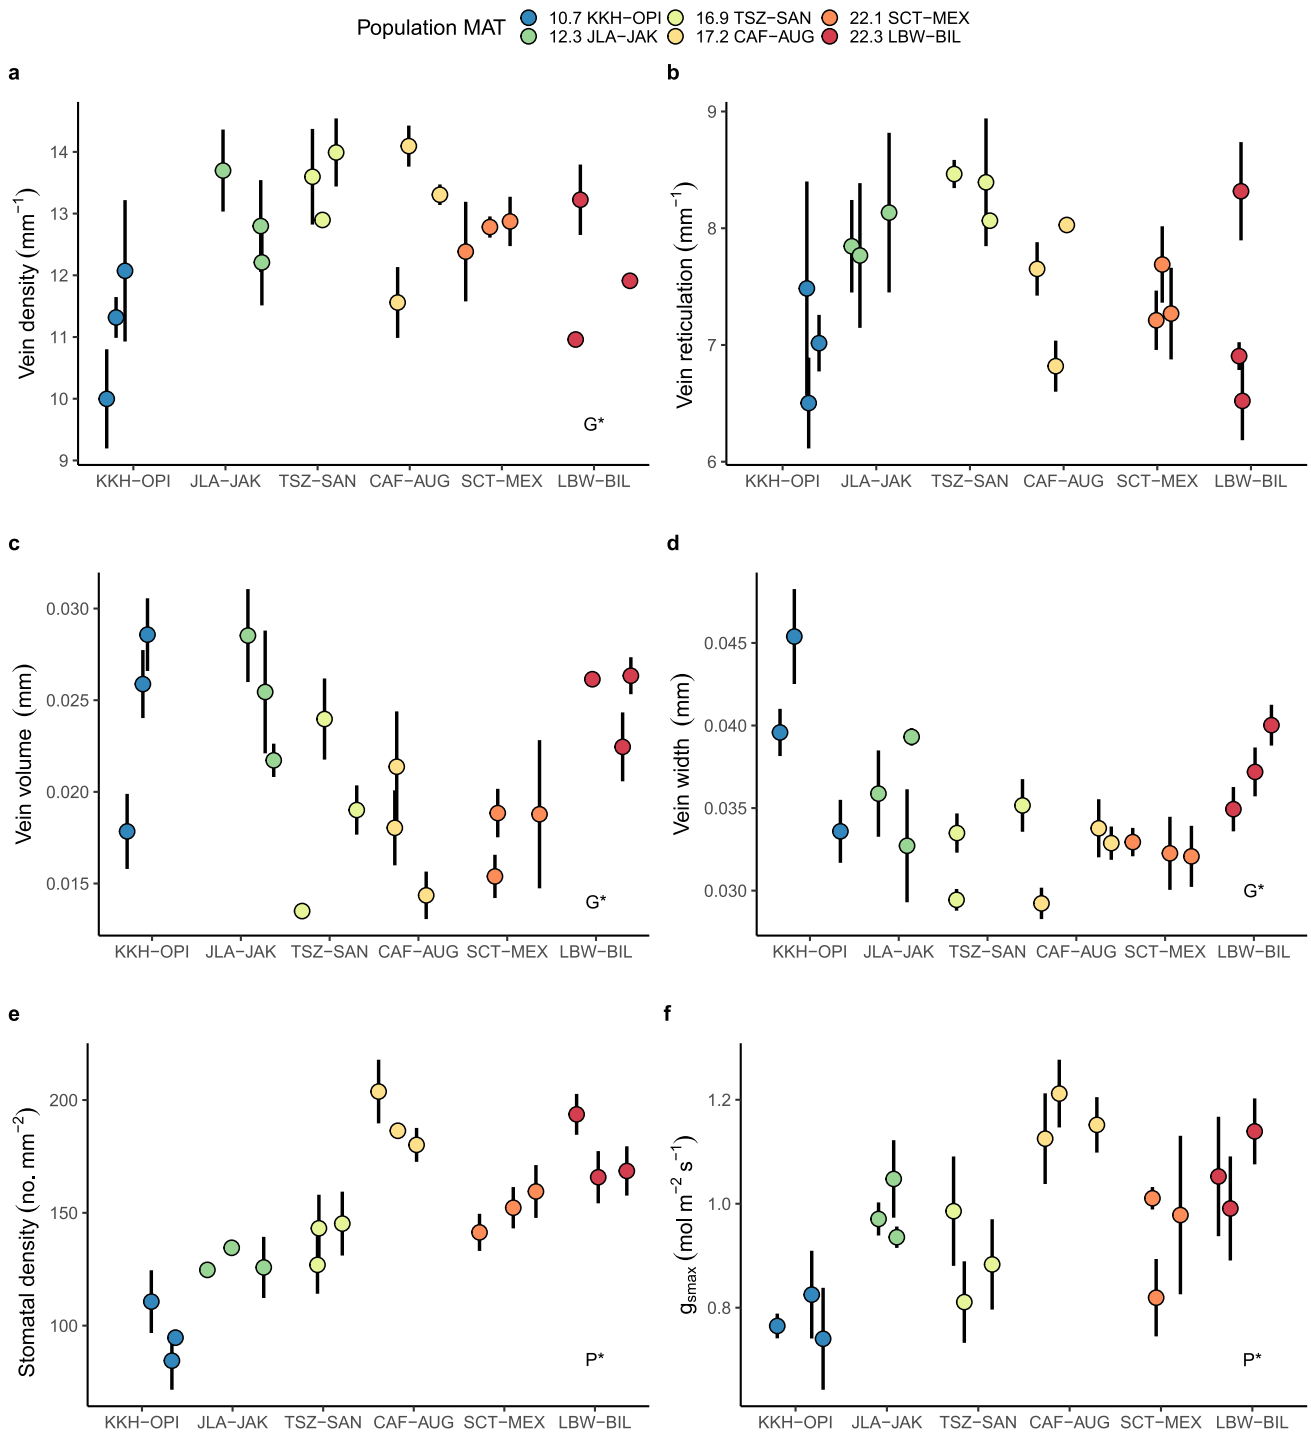 Population MAT
10.7 KKH−OPI 16.9 TSZ−SAN 22.1 SCT−MEX
12.3 JLA−JAK 17.2 CAF−AUG 22.3 LBW−BIL
a
Vein density (mm−1)
14
13
12
11
10
9
G*
KKH−OPI JLA−JAK TSZ−SAN CAF−AUG SCT−MEX LBW−BIL
b
Vein reticulation (mm−1)
9
8
7
6
KKH−OPI JLA−JAK TSZ−SAN CAF−AUG SCT−MEX LBW−BIL
c
Vein volume (mm)
0.030
0.025
0.020
0.015
G*
KKH−OPI JLA−JAK TSZ−SAN CAF−AUG SCT−MEX LBW−BIL
d
Vein width (mm)
0.045
0.040
0.035
0.030
G*
KKH−OPI JLA−JAK TSZ−SAN CAF−AUG SCT−MEX LBW−BIL
e
Stomatal density (no. mm−2)
200
150
100
P*
KKH−OPI JLA−JAK TSZ−SAN CAF−AUG SCT−MEX LBW−BIL
f
gsmax (mol m−2 s−1)
1.2
1.0
0.8
P*
KKH−OPI JLA−JAK TSZ−SAN CAF−AUG SCT−MEX LBW−BIL